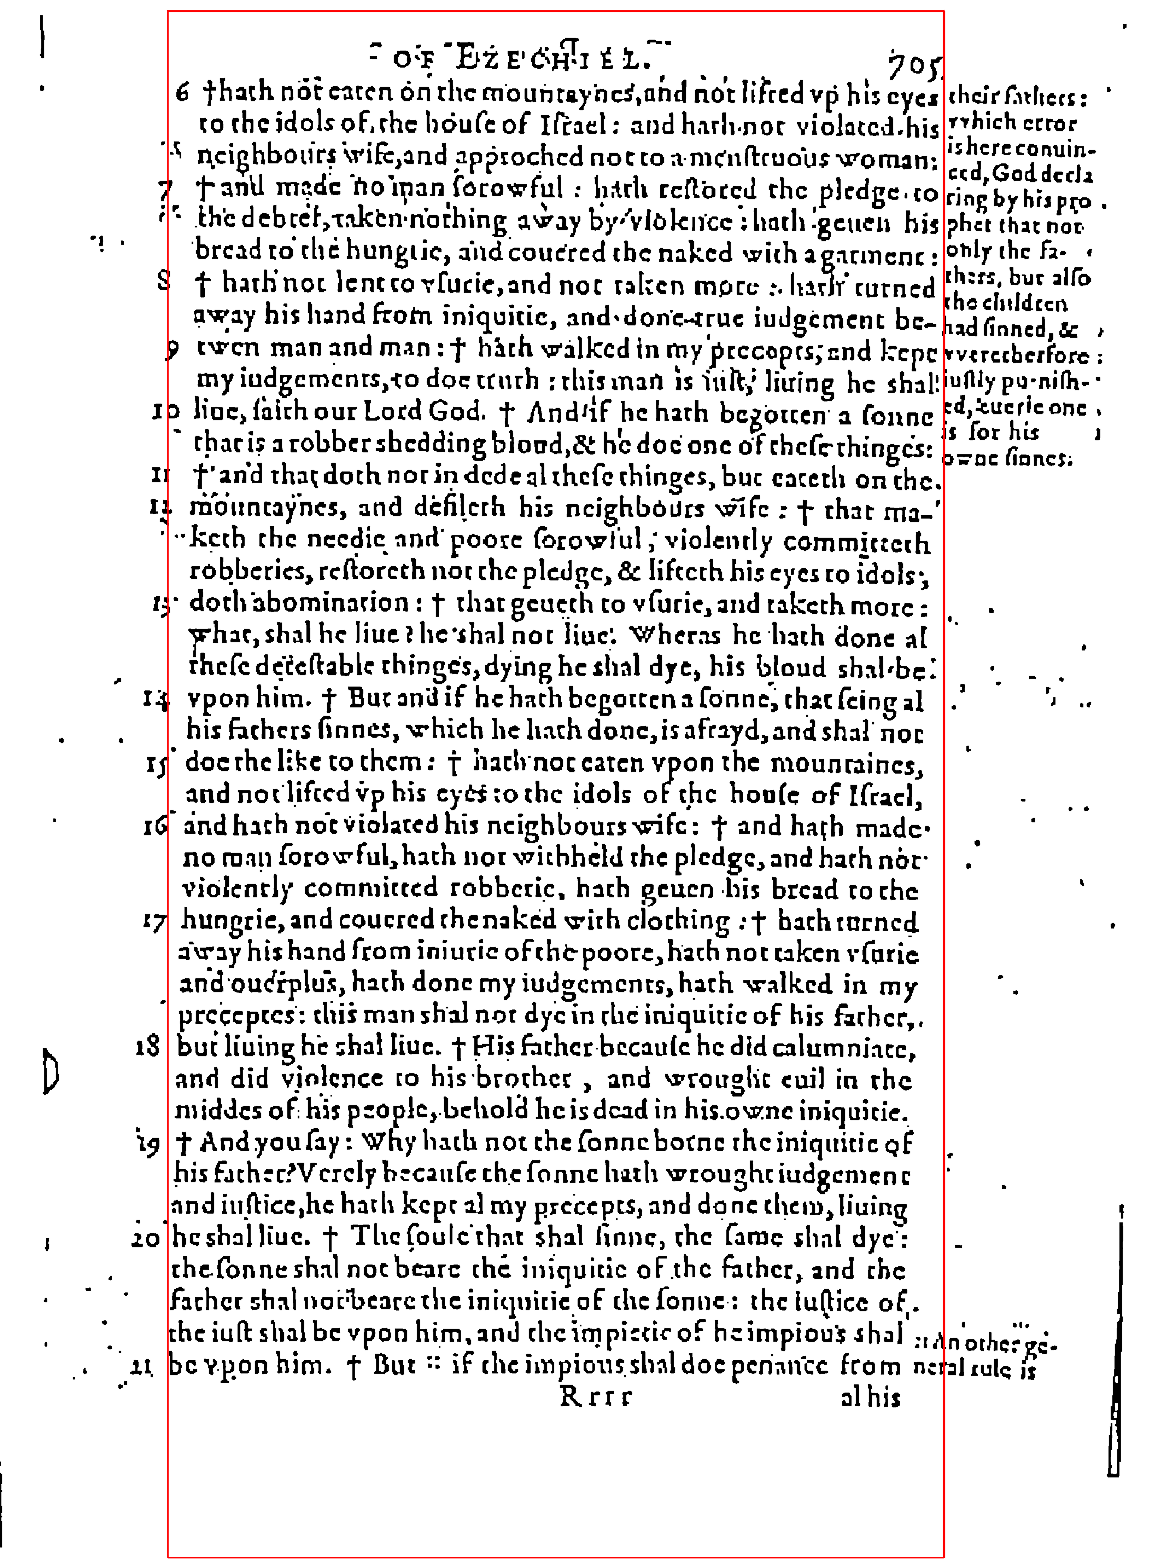 OF EZECHIEL. 705
6 †hath not eaten on the mountaynes, and not lifted vp his eyes
to the idols of the houſe of Iſrael: and hath not violated his
neighbours wife, and approched not to a menſtruous woman:
7 † and made no man ſorowful: hath reſtored the pledge to
the debter, taken nothing away by violence: hath geuen his
bread to the hungrie, and couered the naked with a garment:
8 † hath not lent to vſurie, and not taken more: hath turned
away his hand from iniquitie, and done true iudgement be-
9 twen man and man: † hath walked in my precepts, and kept
my iudgements, to doe truth: this man is iuſt, liuing he shal
10 liue, ſaith our Lord God. † And if he hath begotten a ſonne
that is a robber shedding bloud, & he doe one of theſe thinges:
11 † and that doth not in dede al theſe thinges, but eateth on the
12 mountaynes, and defileth his neighbours wife: † that ma-
keth the needie and poore ſorowful, violently committeth
robberies, reſtoreth not the pledge, & lifteth his eyes to idols,
13 doth abomination: † that geueth to vſurie, and taketh more:
what, shal he liue? he shal not liue. Wheras he hath done al
theſe deteſtable thinges, dying he shal dye, his bloud shal be
14 vpon him. † But and if he hath begotten a ſonne, that ſeing al
his fathers ſinnes, which he hath done, is afrayd, and shal not
15 doe the like to them: † hath not eaten vpon the mountaines,
and not lifted vp his eyes to the idols of the houſe of Iſrael,
16 and hath not violated his neighbours wife: † and hath made
no man ſorowful, hath not withheld the pledge, and hath not
violently committed robberie, hath geuen his bread to the
17 hungrie, and couered the naked with clothing: † hath turned
away his hand from iniurie of the poore, hath not taken vſurie
and ouerplus, hath done my iudgements, hath walked in my
preceptes: this man shal not dye in the iniquitie of his father,
18 but liuing he shal liue. † His father becauſe he did calumniate,
and did violence to his brother, and wrought euil in the
middes of his people, behold he is dead in his owne iniquitie.
19 † And you ſay: Why hath not the ſonne borne the iniquitie of
his father? Verely becauſe the ſonne hath wrought iudgement
and iuſtice, he hath kept al my precepts, and done them, liuing
20 he shal liue. † The ſoule that shal ſinne, the ſame shal dye:
the ſonne shal not beare the iniquitie of the father, and the
father shal not beare the iniquitie of the ſonne: the iuſtice of
the iuſt shal be vpon him, and the impietie of he impious shal
21 be vpon him. † But :: if the impious shal doe penance from
Rrrr al his
their fathers:
which error
is here conuin-
ced, God decla
ring by his pro
phet that not
only the fa-
thers, but alſo
the children
had ſinned, &
vvere therfore
iuſtly pu-niſh-
ed, euerie one
is for his
owne ſinnes.
:: An other ge-
neral rule is